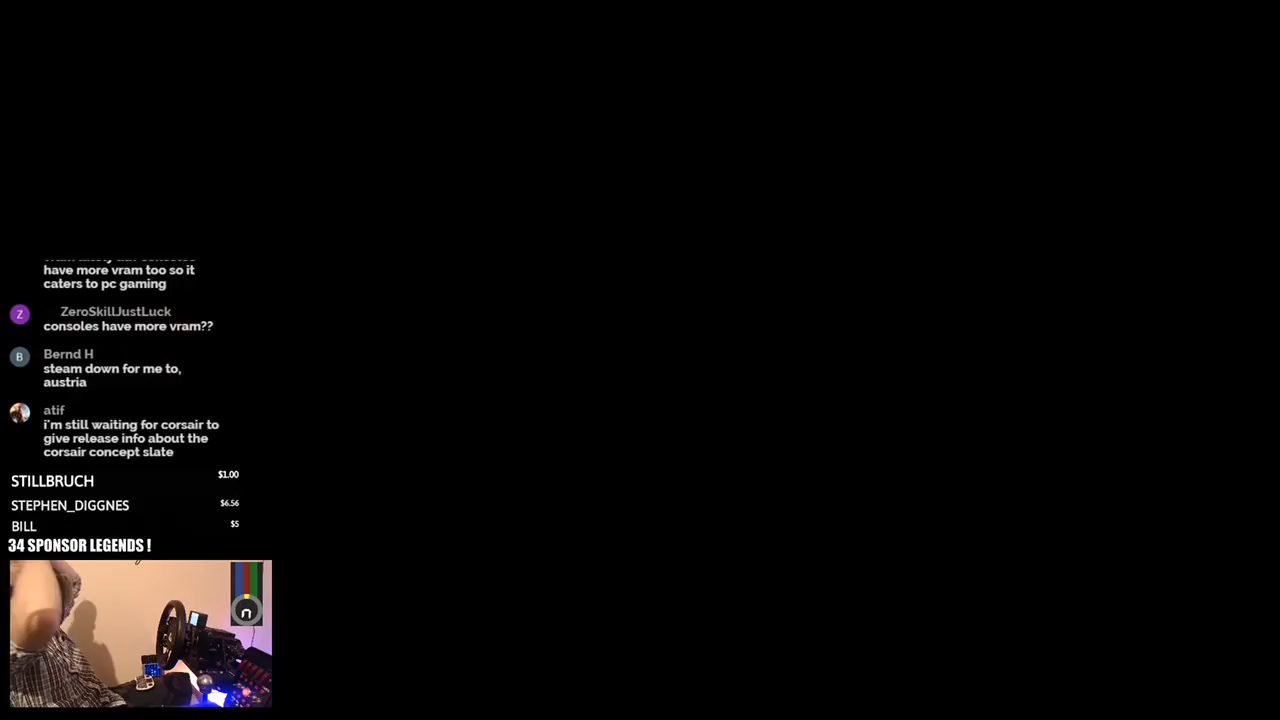 have more vram too so it
caters to pc gaming
Z
ZeroSkillJustLuck
consoles have more vram??
B
Bernd H
steam down for me to,
austria
atif
i'm still waiting for corsair to
give release info about the
corsair concept slate
STILLBRUCH $1.00
STEPHEN_DIGGNES $6.56
BILL $5
34 SPONSOR LEGENDS !
n